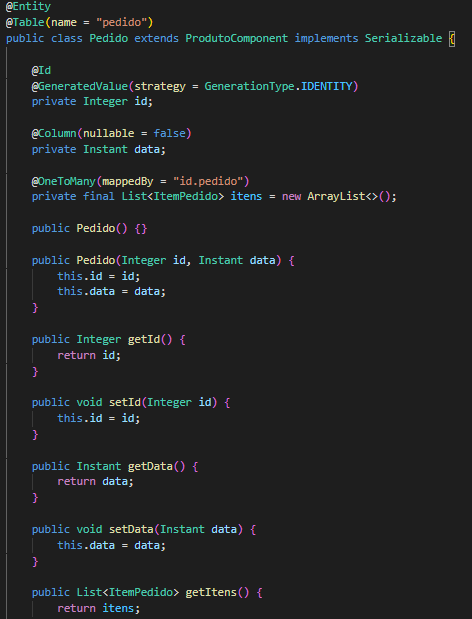 @Entity
@Table(name = "pedido")
public class Pedido extends ProdutoComponent implements Serializable {
@Id
@GeneratedValue(strategy = GenerationType.IDENTITY)
private Integer id;
@Column(nullable = false)
private Instant data;
@OneToMany(mappedBy = "id.pedido")
private final List<ItemPedido> itens = new ArrayList<>();
public Pedido() {}
public Pedido(Integer id, Instant data) {
this.id = id;
this.data = data;
}
public Integer getId() {
return id;
}
public void setId(Integer id) {
this.id = id;
}
public Instant getData() {
return data;
}
public void setData(Instant data) {
this.data = data;
}
public List<ItemPedido> getItens() {
return itens;